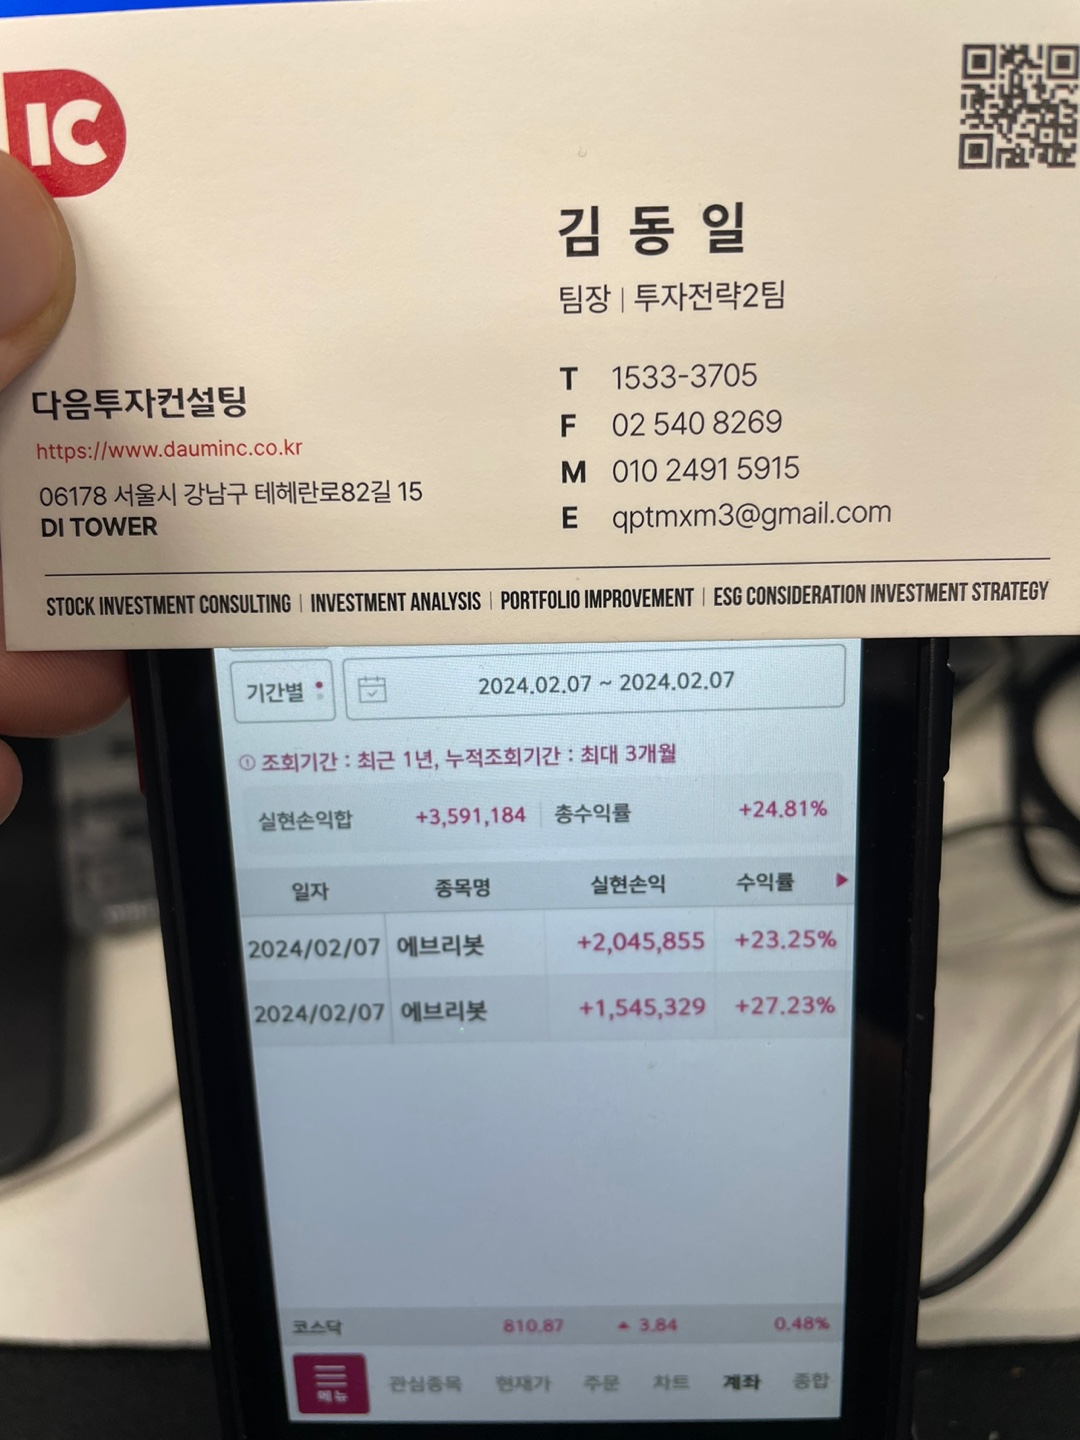 IC
김동일
팀장 | 투자전략2팀
다음투자컨설팅
https://www.dauminc.co.kr
06178 서울시 강남구 테헤란로82길 15
DI TOWER
T 1533-3705
F 02 540 8269
M 010 2491 5915
E qptmxm3@gmail.com
STOCK INVESTMENT CONSULTING | INVESTMENT ANALYSIS | PORTFOLIO IMPROVEMENT | ESG CONSIDERATION INVESTMENT STRATEGY
기간별 2024.02.07 ~ 2024.02.07
조회기간 : 최근 1년, 누적조회기간 : 최대 3개월
실현손익합 +3,591,184 총수익률 +24.81%
일자 종목명 실현손익 수익률
2024/02/07 에브리봇 +2,045,855 +23.25%
2024/02/07 에브리봇 +1,545,329 +27.23%
코스닥 810.87 ▲ 3.84 0.48%
메뉴 관심종목 현재가 주문 차트 계좌 종합